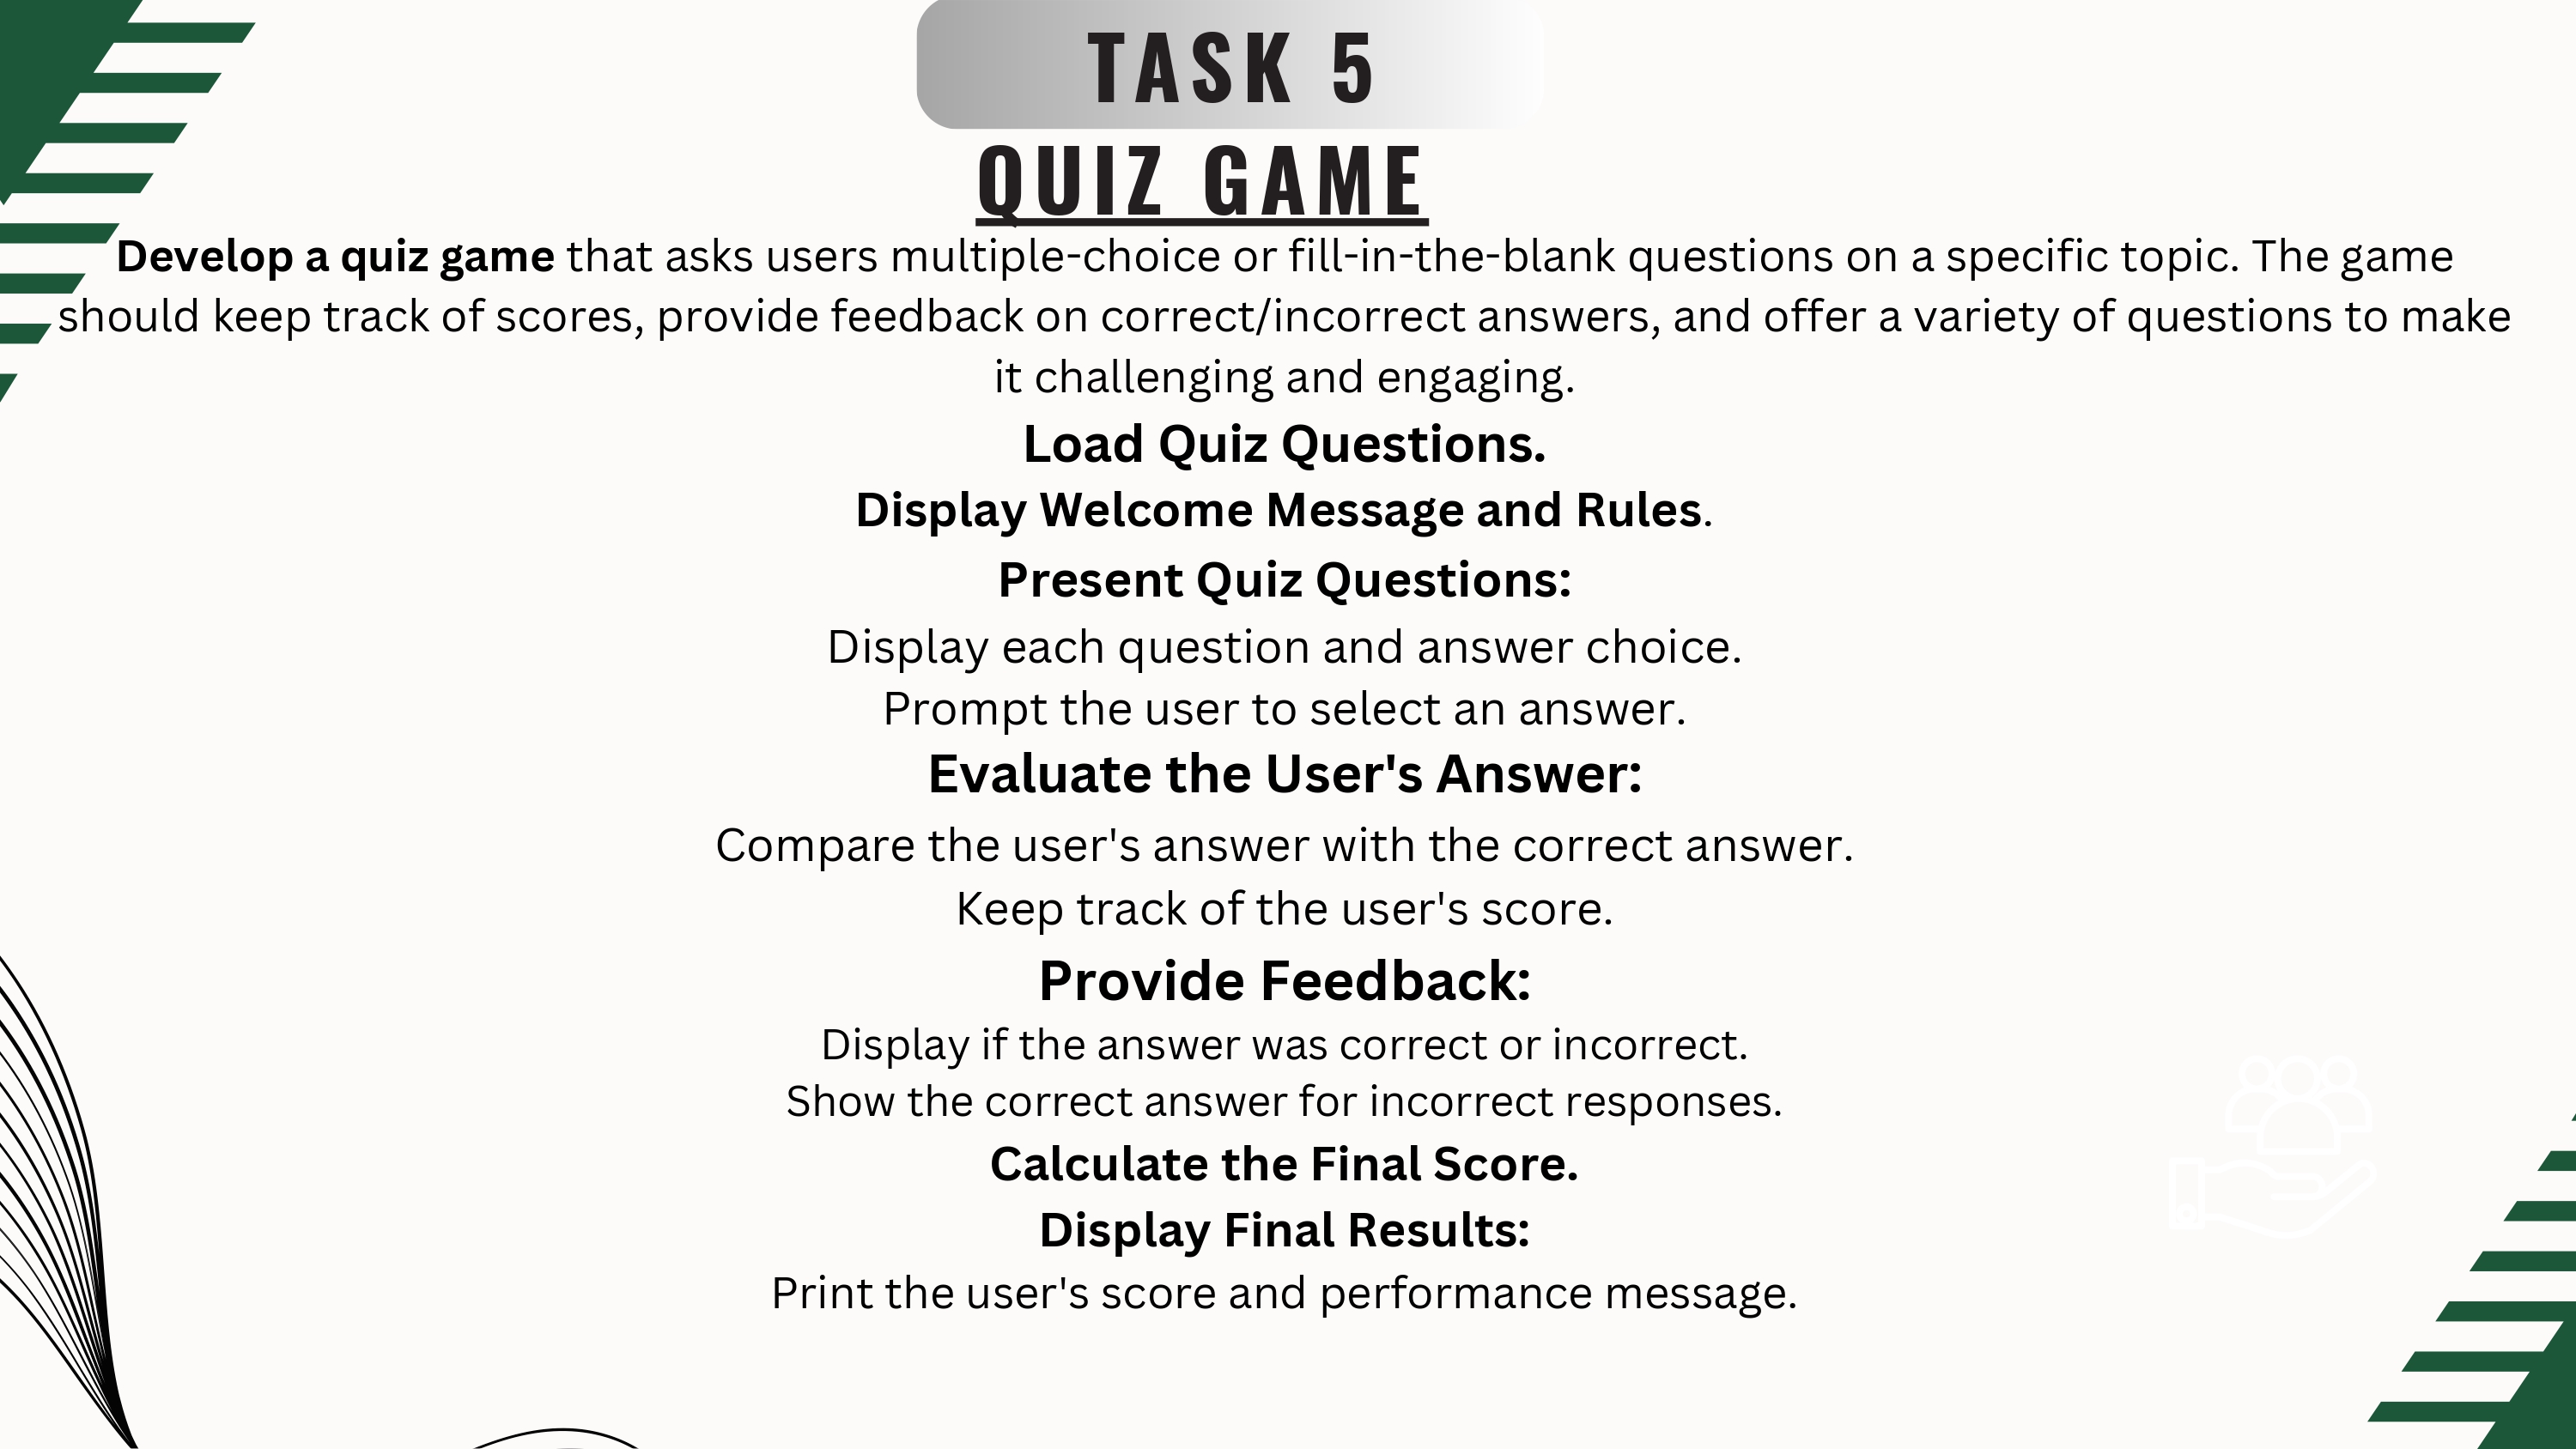 TASK 5
QUIZ GAME
Develop a quiz game that asks users multiple-choice or fill-in-the-blank questions on a specific topic. The game
should keep track of scores, provide feedback on correct/incorrect answers, and offer a variety of questions to make
it challenging and engaging.
Load Quiz Questions.
Display Welcome Message and Rules.
Present Quiz Questions:
Display each question and answer choice.
Prompt the user to select an answer.
Evaluate the User's Answer:
Compare the user's answer with the correct answer.
Keep track of the user's score.
Provide Feedback:
Display if the answer was correct or incorrect.
Show the correct answer for incorrect responses.
Calculate the Final Score.
Display Final Results:
Print the user's score and performance message.